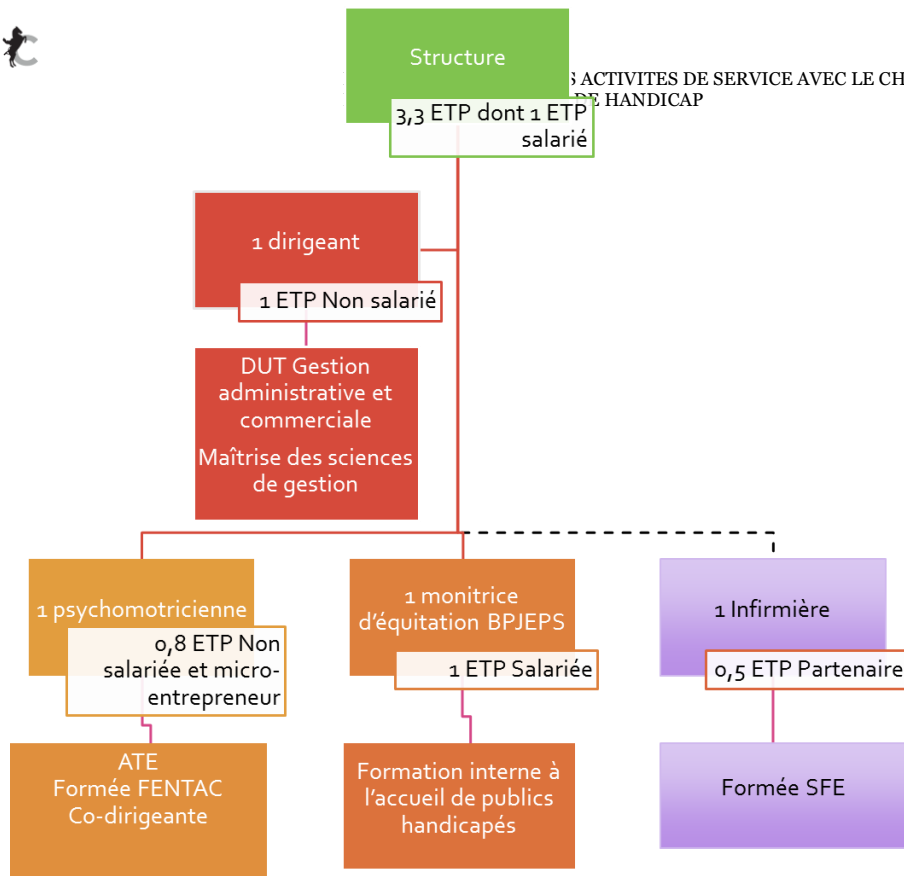 Structure
ACTIVITES DE SERVICE AVEC LE
DE HANDICAP
3,3 ETP dont 1 ETP
salarié
1 dirigeant
1 ETP Non salarié
DUT Gestion
administrative et
commerciale
Maîtrise des sciences
de gestion
1 psychomotricienne
0,8 ETP Non
salariée et micro-
entrepreneur
1 monitrice
d'équitation BPJEPS
1 ETP Salariée
1 Infirmière
0,5 ETP Partenaire
ATE
Formée FENTAC
Co-dirigeante
Formation interne à
l'accueil de publics
handicapés
Formée SFE